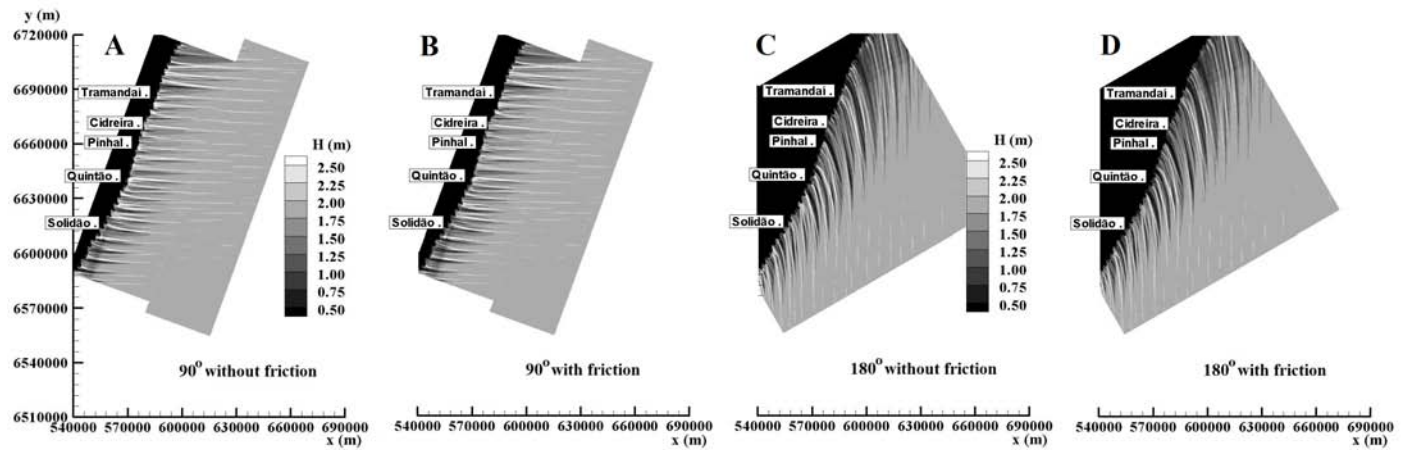 y (m)
6720000
6690000
6660000
6630000
6600000
6570000
6540000
6510000
A
Tramandai .
Cidreira .
Pinhal .
Quintão .
Solidão .
H (m)
2.50
2.25
2.00
1.75
1.50
1.25
1.00
0.75
0.50
90º without friction
540000 570000 600000 630000 660000 690000
x (m)
B
Tramandai .
Cidreira .
Pinhal .
Quintão .
Solidão .
90º with friction
540000 570000 600000 630000 660000 690000
x (m)
C
Tramandai .
Cidreira .
Pinhal .
Quintão .
Solidão .
H (m)
2.50
2.25
2.00
1.75
1.50
1.25
1.00
0.75
0.50
180º without friction
540000 570000 600000 630000 660000 690000
x (m)
D
Tramandai .
Cidreira .
Pinhal .
Quintão .
Solidão .
180º with friction
540000 570000 600000 630000 660000 690000
x (m)